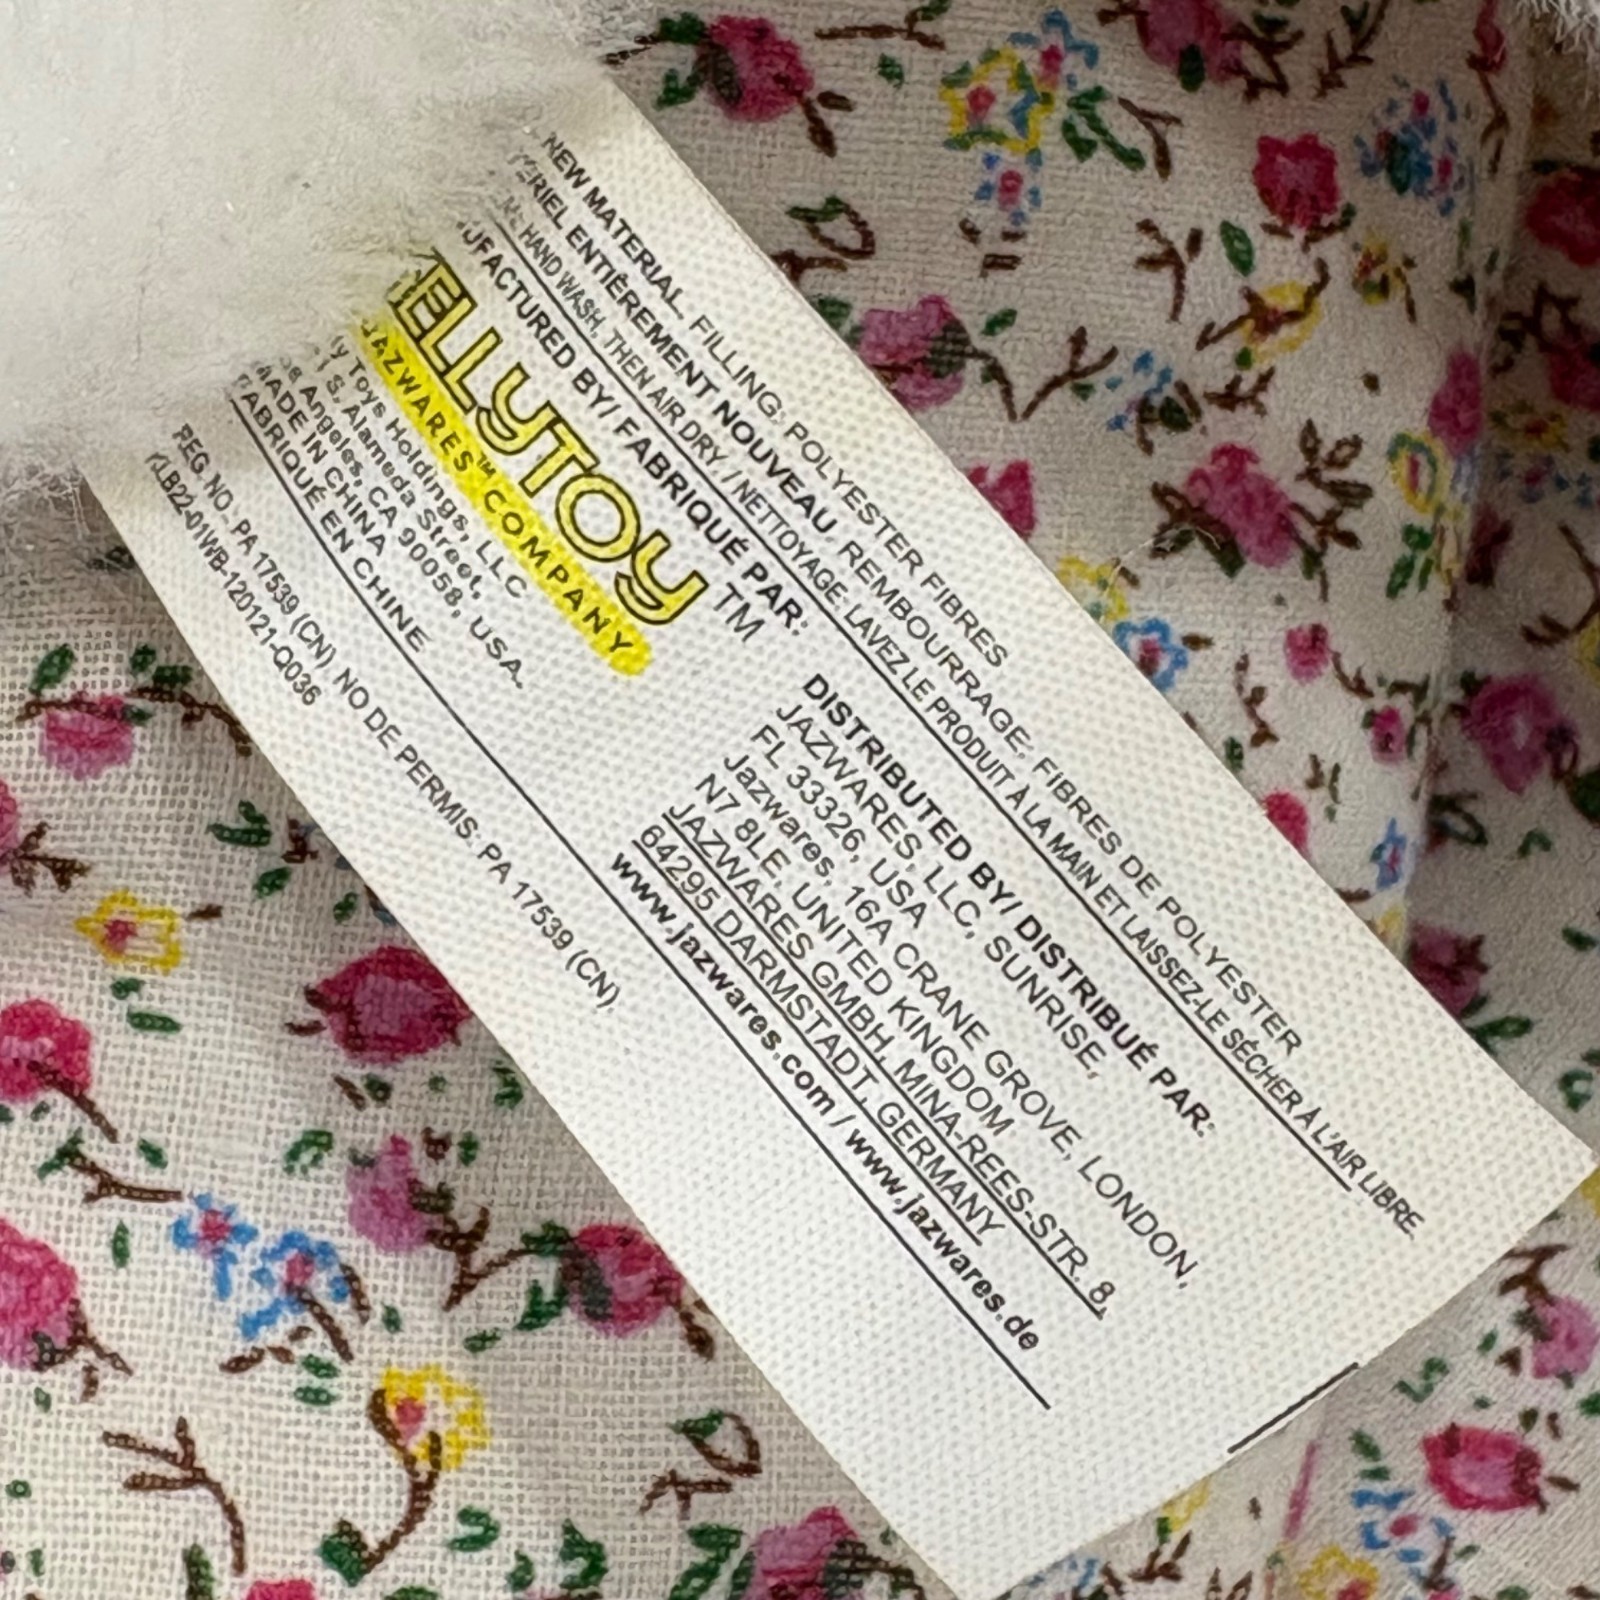 NEW MATERIAL, FILLING: POLYESTER FIBRES
ENTIÈREMENT NOUVEAU, REMBOURRAGE: FIBRES DE POLYESTER
HAND WASH, THEN AIR DRY. / NETTOYAGE: LAVEZ LE PRODUIT À LA MAIN ET LAISSEZ-LE SÉCHER À L'AIR LIBRE.
BY/ FABRIQUÉ PAR:
ELLYTOY TM
JAZWARES™ COMPANY
Toys Holdings, LLC
S. Alameda Street,
Angeles, CA 90058, USA.
MADE IN CHINA
FABRIQUÉ EN CHINE
DISTRIBUTED BY/ DISTRIBUÉ PAR:
JAZWARES, LLC, SUNRISE,
FL 33326, USA
Jazwares, 16A CRANE GROVE, LONDON,
N7 8LE, UNITED KINGDOM
JAZWARES GMBH, MINA-REES-STR. 8,
64295 DARMSTADT, GERMANY
www.jazwares.com / www.jazwares.de
REG NO.: PA 17539 (CN) NO DE PERMIS: PA 17539 (CN)
KLB22-01WB-120121-Q036